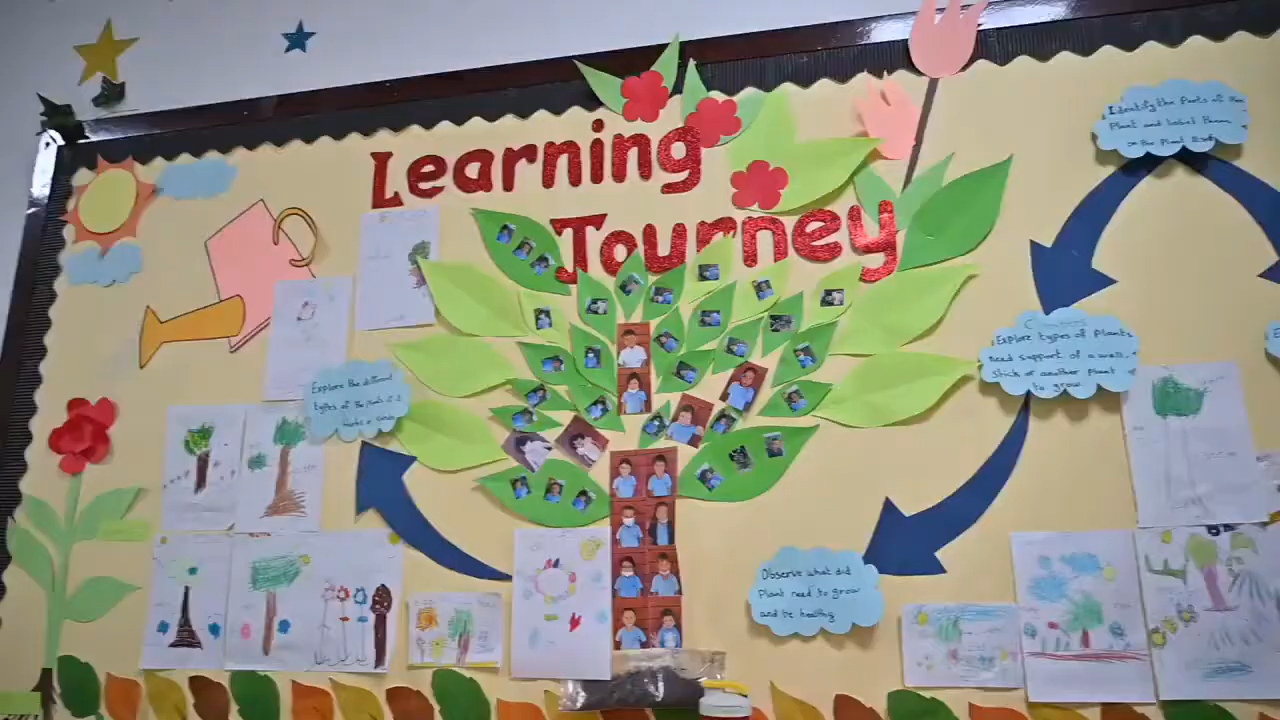 Learning
Journey
Identify the Parts of the
Plant and Label them
on the Plant itself
Explore types of Plants
Need support of a wall,
Stick or another plant
to grow.
Explore the different
types of the plants
Observe what did
Plant need to grow
and be healthy